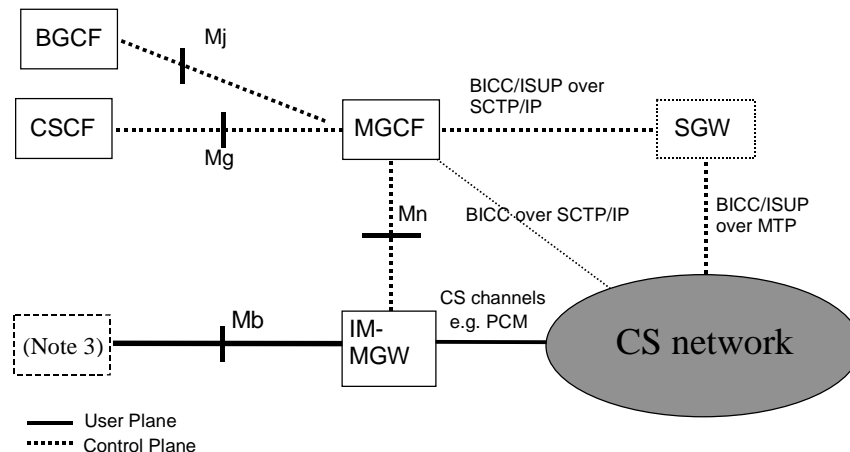 BGCF
Mj
BICC/ISUP over
SCTP/IP
CSCF
MGCF
SGW
Mg
Mn
BICC over SCTP/IP
BICC/ISUP
over MTP
CS channels
e.g. PCM
(Note 3)
Mb
IM-
MGW
CS network
User Plane
Control Plane